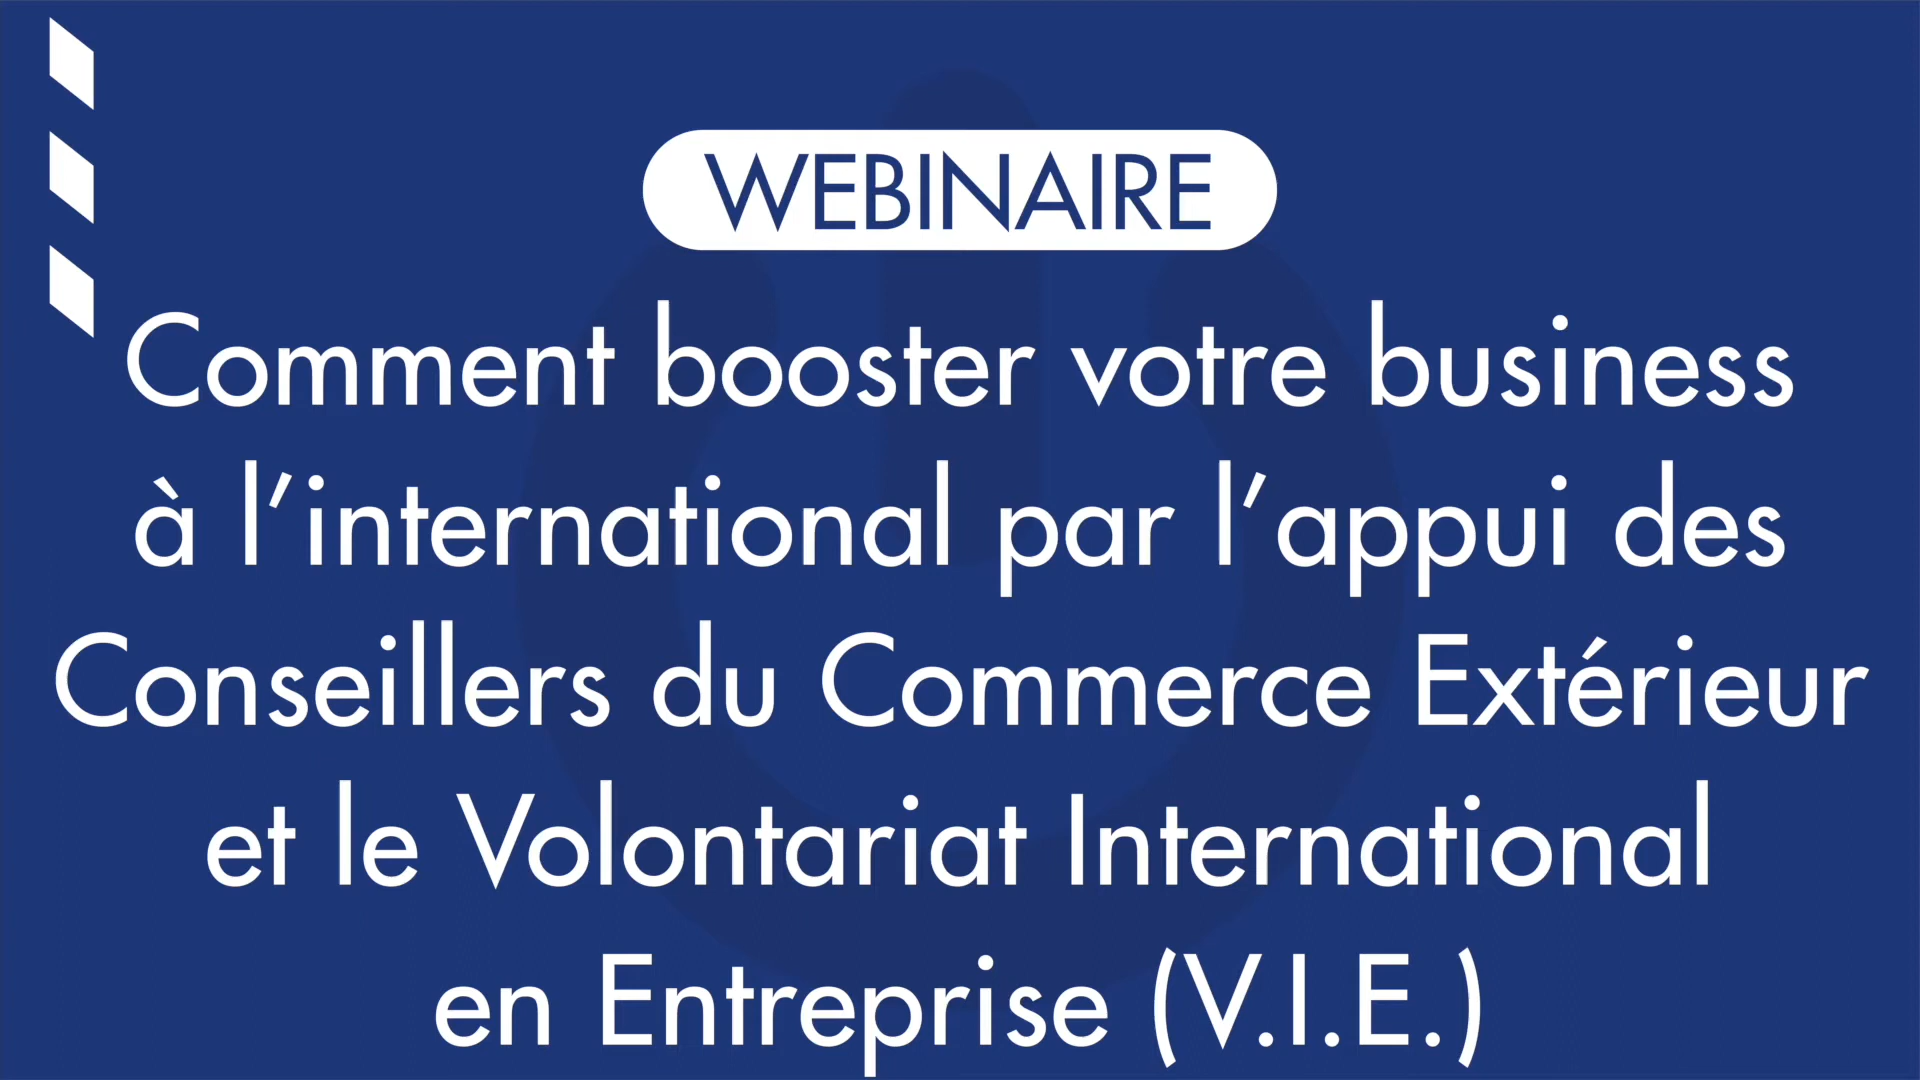 WEBINAIRE
Comment booster votre business
à l’international par l’appui des
Conseillers du Commerce Extérieur
et le Volontariat International
en Entreprise (V.I.E.)